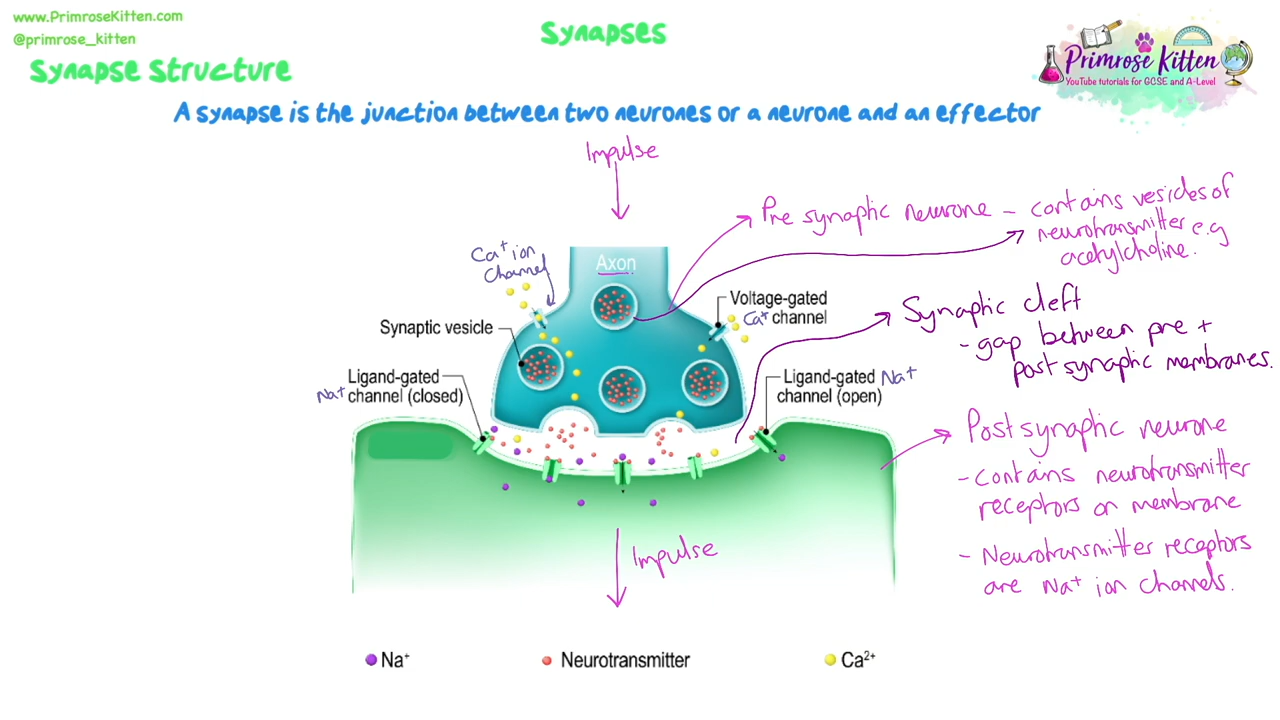 www.PrimroseKitten.com
@primrose_kitten
Synapses
Synapse Structure
Primrose Kitten
YouTube tutorials for GCSE and A-Level
A synapse is the junction between two neurones or a neurone and an effector
Impulse
Pre synaptic neurone - contains vesicles of
neurotransmitter e.g
acetylcholine.
Ca+ ion
channel
Axon
Voltage-gated
Ca+ channel
Synaptic vesicle
Synaptic cleft
- gap between pre +
post synaptic membranes.
Ligand-gated
Na+ channel (closed)
Ligand-gated Na+
channel (open)
Post synaptic neurone
- contains neurotransmitter
receptors on membrane
- Neurotransmitter receptors
are Na+ ion channels.
Impulse
Na+
Neurotransmitter
Ca2+